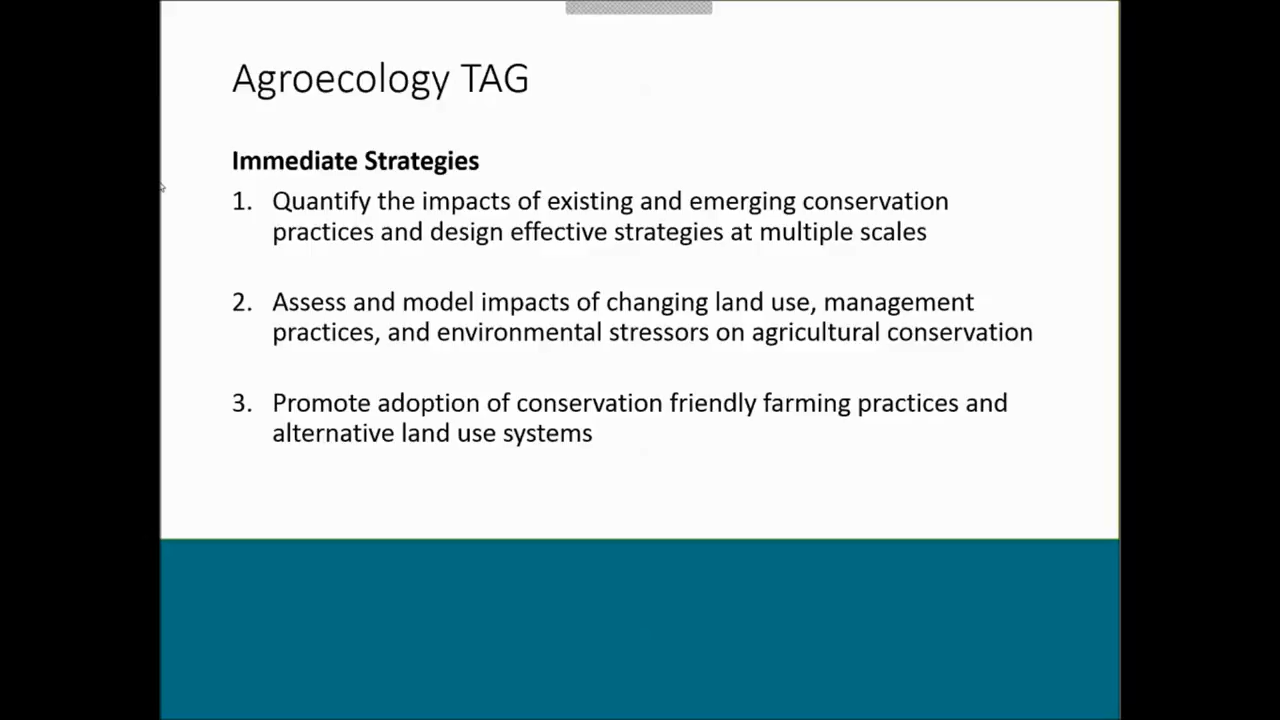 Agroecology TAG
Immediate Strategies
1. Quantify the impacts of existing and emerging conservation
practices and design effective strategies at multiple scales
2. Assess and model impacts of changing land use, management
practices, and environmental stressors on agricultural conservation
3. Promote adoption of conservation friendly farming practices and
alternative land use systems